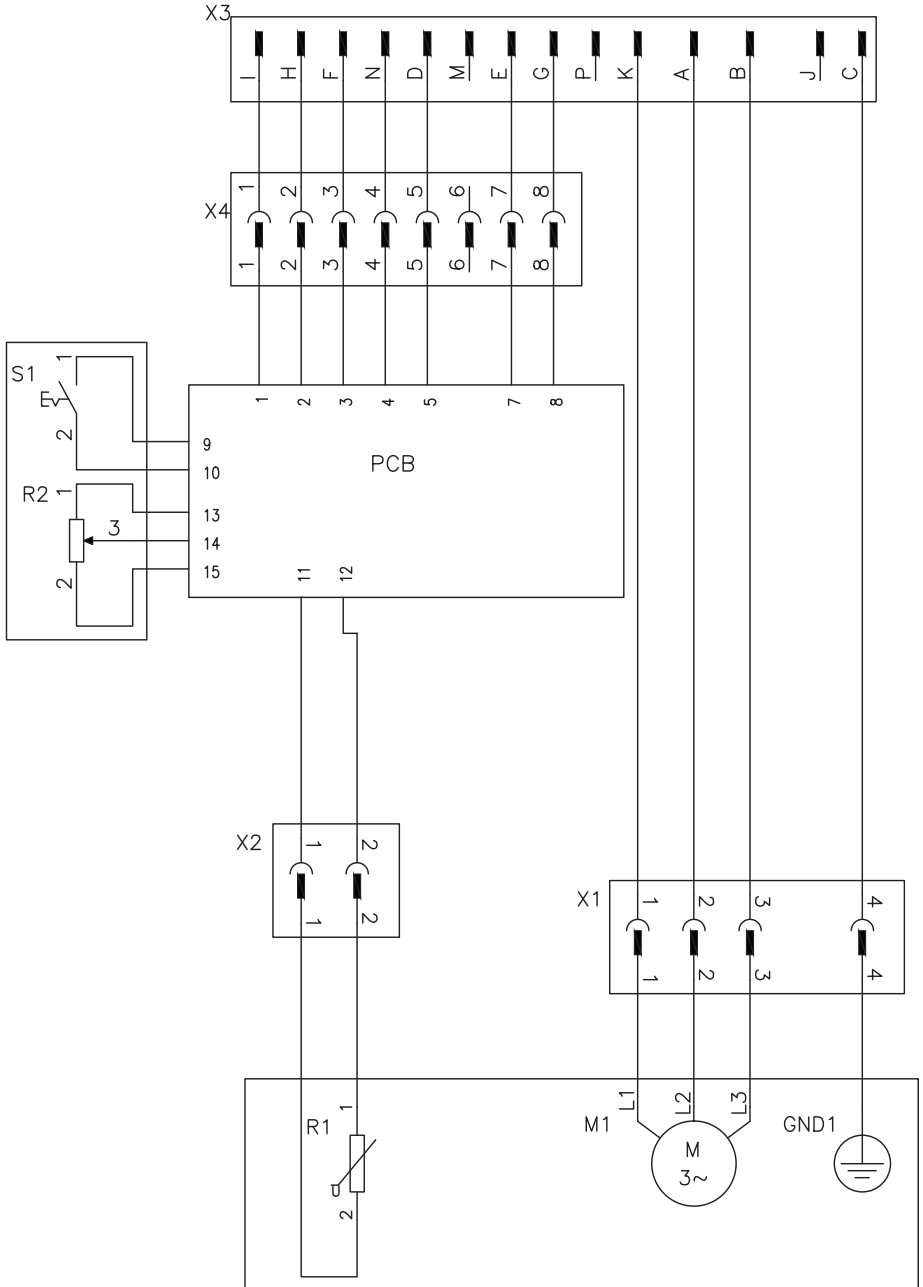 X3
I H F N D M E G P K A B J C
X4
1 2 3 4 5 6 7 8
1 2 3 4 5 6 7 8
S1
1
2
R2
1
3
2
1 2 3 4 5 7 8
9
10
13
14
15
PCB
11 12
X2
1 2
1 2
X1
1 2 3 4
1 2 3 4
R1
1
2
M1
L1 L2 L3
M
3~
GND1